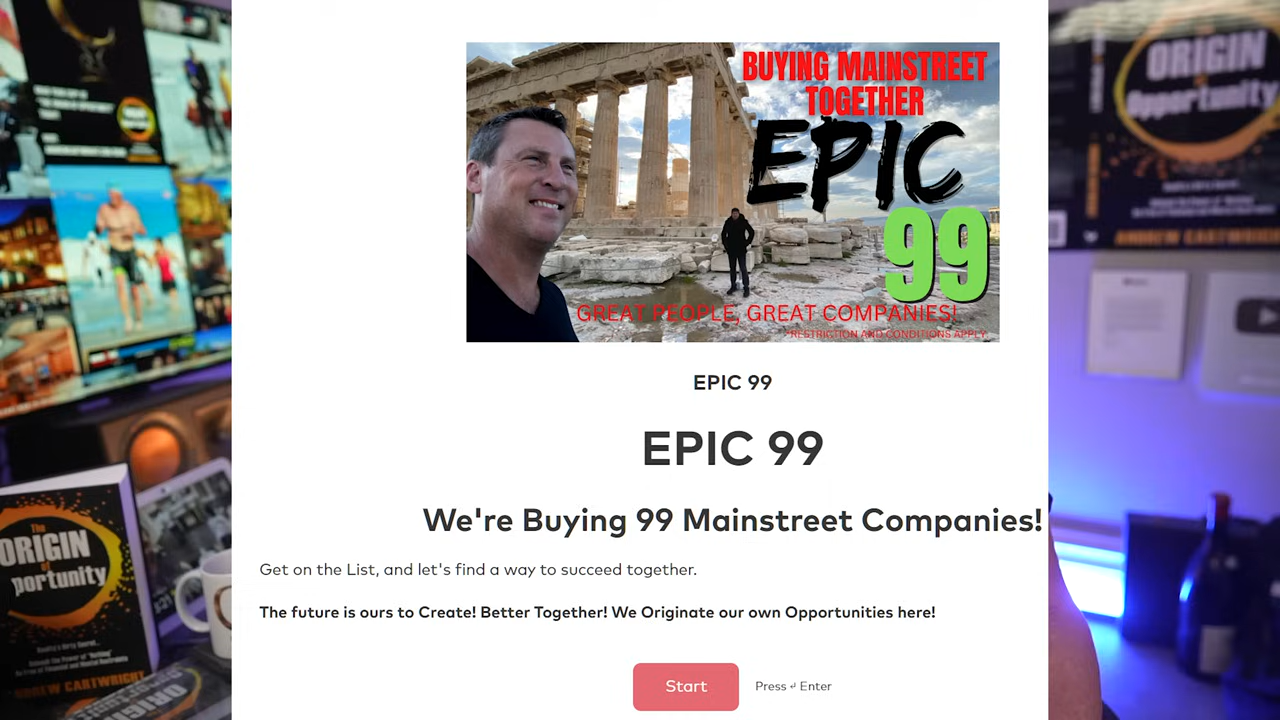 BUYING MAINSTREET
TOGETHER
EPIC
99
GREAT PEOPLE, GREAT COMPANIES!
*RESTRICTION AND CONDITIONS APPLY
EPIC 99
EPIC 99
We're Buying 99 Mainstreet Companies!
Get on the List, and let's find a way to succeed together.
The future is ours to Create! Better Together! We Originate our own Opportunities here!
Start
Press ↵ Enter
ORIGIN
Opportunity
ANDREW CARTWRIGH
The
ORIGIN
of
portunity
NDREW CARTWRIGHT
ORIGIN